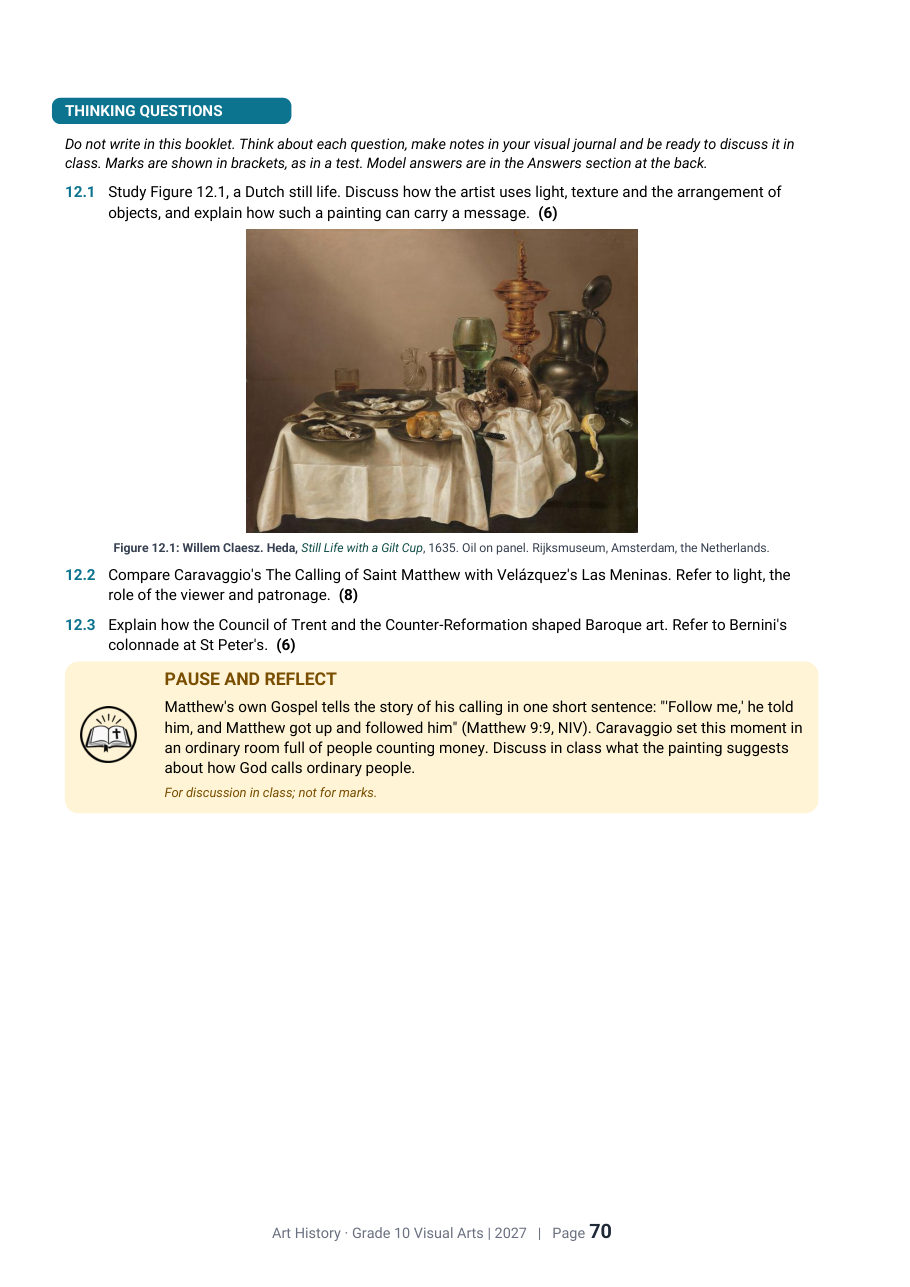 THINKING QUESTIONS
Do not write in this booklet. Think about each question, make notes in your visual journal and be ready to discuss it in
class. Marks are shown in brackets, as in a test. Model answers are in the Answers section at the back.
12.1 Study Figure 12.1, a Dutch still life. Discuss how the artist uses light, texture and the arrangement of
objects, and explain how such a painting can carry a message. (6)
Figure 12.1: Willem Claesz. Heda, Still Life with a Gilt Cup, 1635. Oil on panel. Rijksmuseum, Amsterdam, the Netherlands.
12.2 Compare Caravaggio's The Calling of Saint Matthew with Velázquez's Las Meninas. Refer to light, the
role of the viewer and patronage. (8)
12.3 Explain how the Council of Trent and the Counter-Reformation shaped Baroque art. Refer to Bernini's
colonnade at St Peter's. (6)
PAUSE AND REFLECT
Matthew's own Gospel tells the story of his calling in one short sentence: "'Follow me,' he told
him, and Matthew got up and followed him" (Matthew 9:9, NIV). Caravaggio set this moment in
an ordinary room full of people counting money. Discuss in class what the painting suggests
about how God calls ordinary people.
For discussion in class; not for marks.
Art History · Grade 10 Visual Arts | 2027 | Page 70